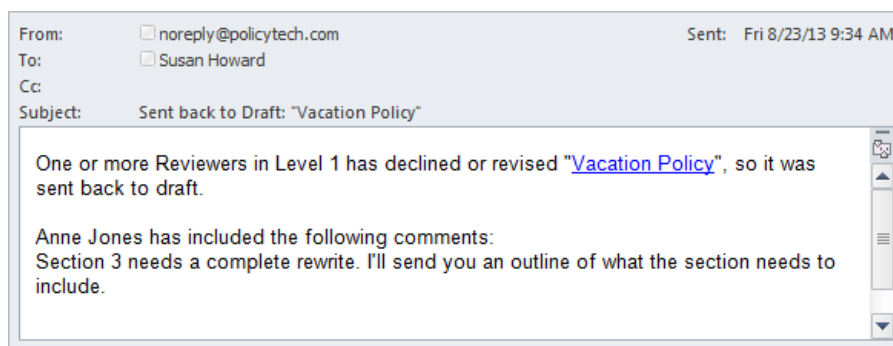 From: noreply@policytech.com Sent: Fri 8/23/13 9:34 AM
To: Susan Howard
Cc:
Subject: Sent back to Draft: "Vacation Policy"
One or more Reviewers in Level 1 has declined or revised "Vacation Policy", so it was
sent back to draft.
Anne Jones has included the following comments:
Section 3 needs a complete rewrite. I'll send you an outline of what the section needs to
include.